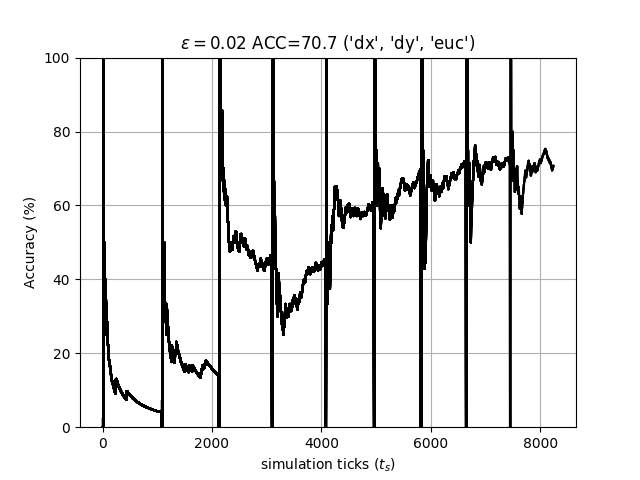 ε = 0.02 ACC=70.7 ('dx', 'dy', 'euc')
100
80
60
40
20
0
Accuracy (%)
0 2000 4000 6000 8000
simulation ticks (tₛ)